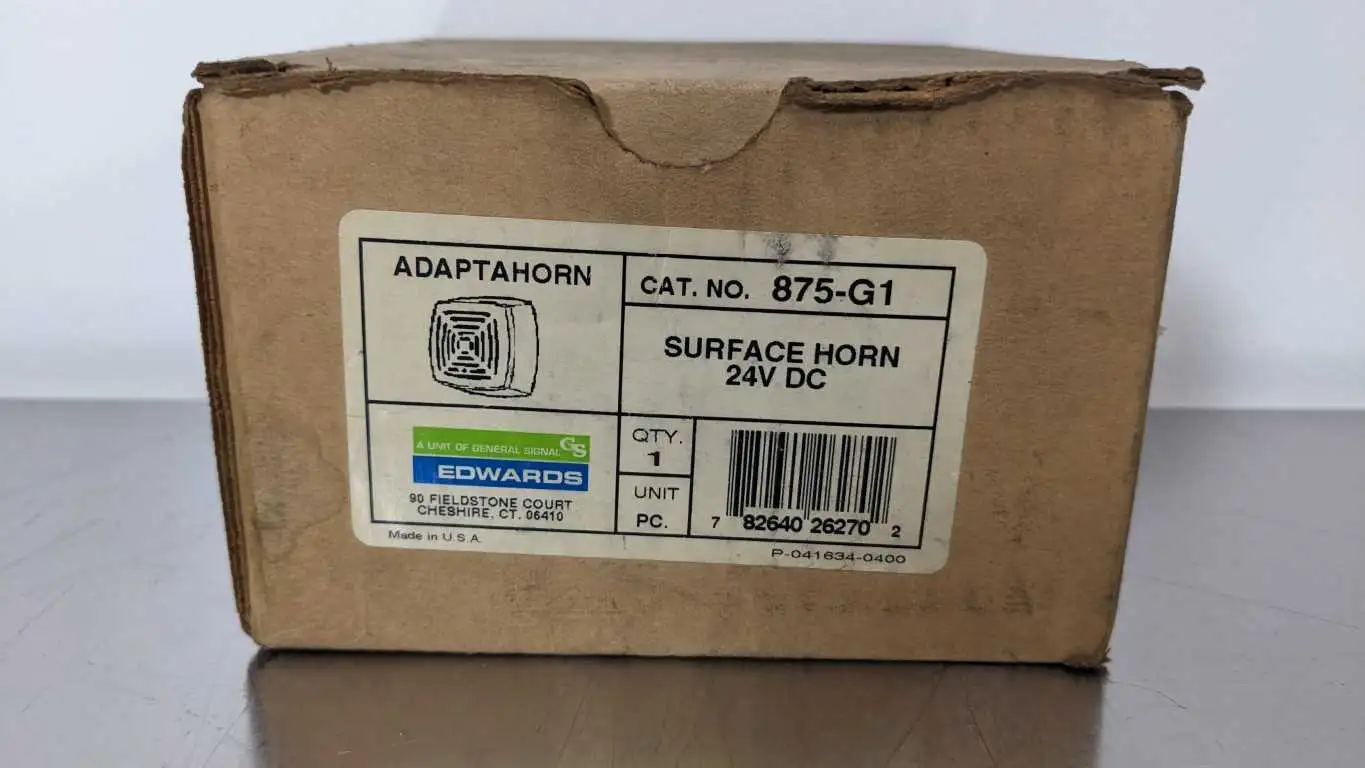 ADAPTAHORN
CAT. NO. 875-G1
SURFACE HORN
24V DC
A UNIT OF GENERAL SIGNAL GS
EDWARDS
90 FIELDSTONE COURT
CHESHIRE, CT. 06410
QTY.
1
UNIT
PC.
7 82640 26270 2
Made in U.S.A.
P-041634-0400